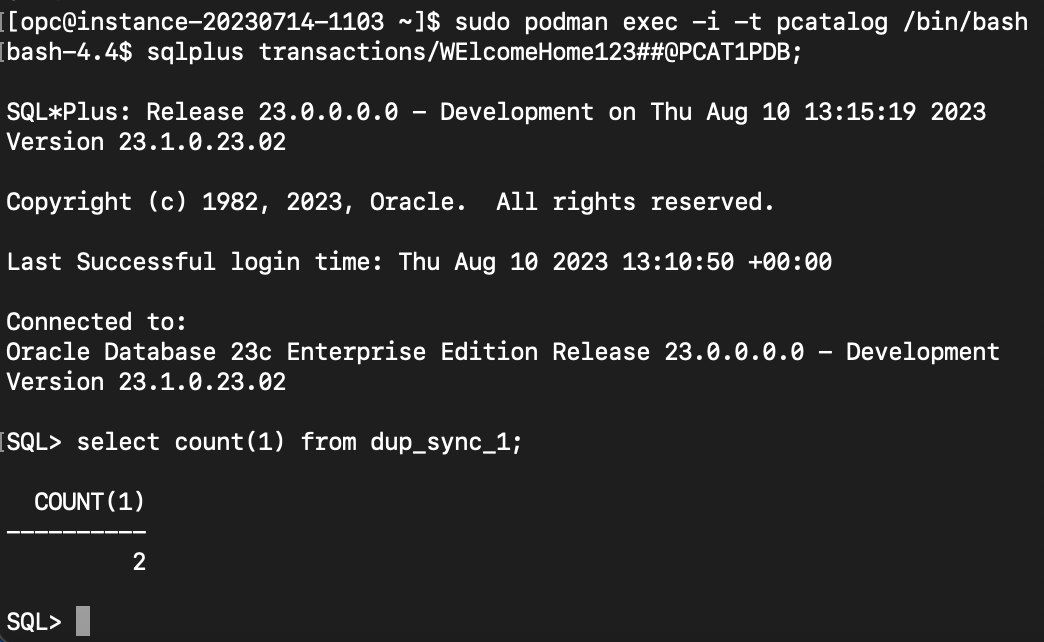 [opc@instance-20230714-1103 ~]$ sudo podman exec -i -t pcatalog /bin/bash
bash-4.4$ sqlplus transactions/WElcomeHome123##@PCAT1PDB;
SQL*Plus: Release 23.0.0.0.0 – Development on Thu Aug 10 13:15:19 2023
Version 23.1.0.23.02
Copyright (c) 1982, 2023, Oracle.  All rights reserved.
Last Successful login time: Thu Aug 10 2023 13:10:50 +00:00
Connected to:
Oracle Database 23c Enterprise Edition Release 23.0.0.0.0 – Development
Version 23.1.0.23.02
SQL> select count(1) from dup_sync_1;
COUNT(1)
----------
2
SQL>